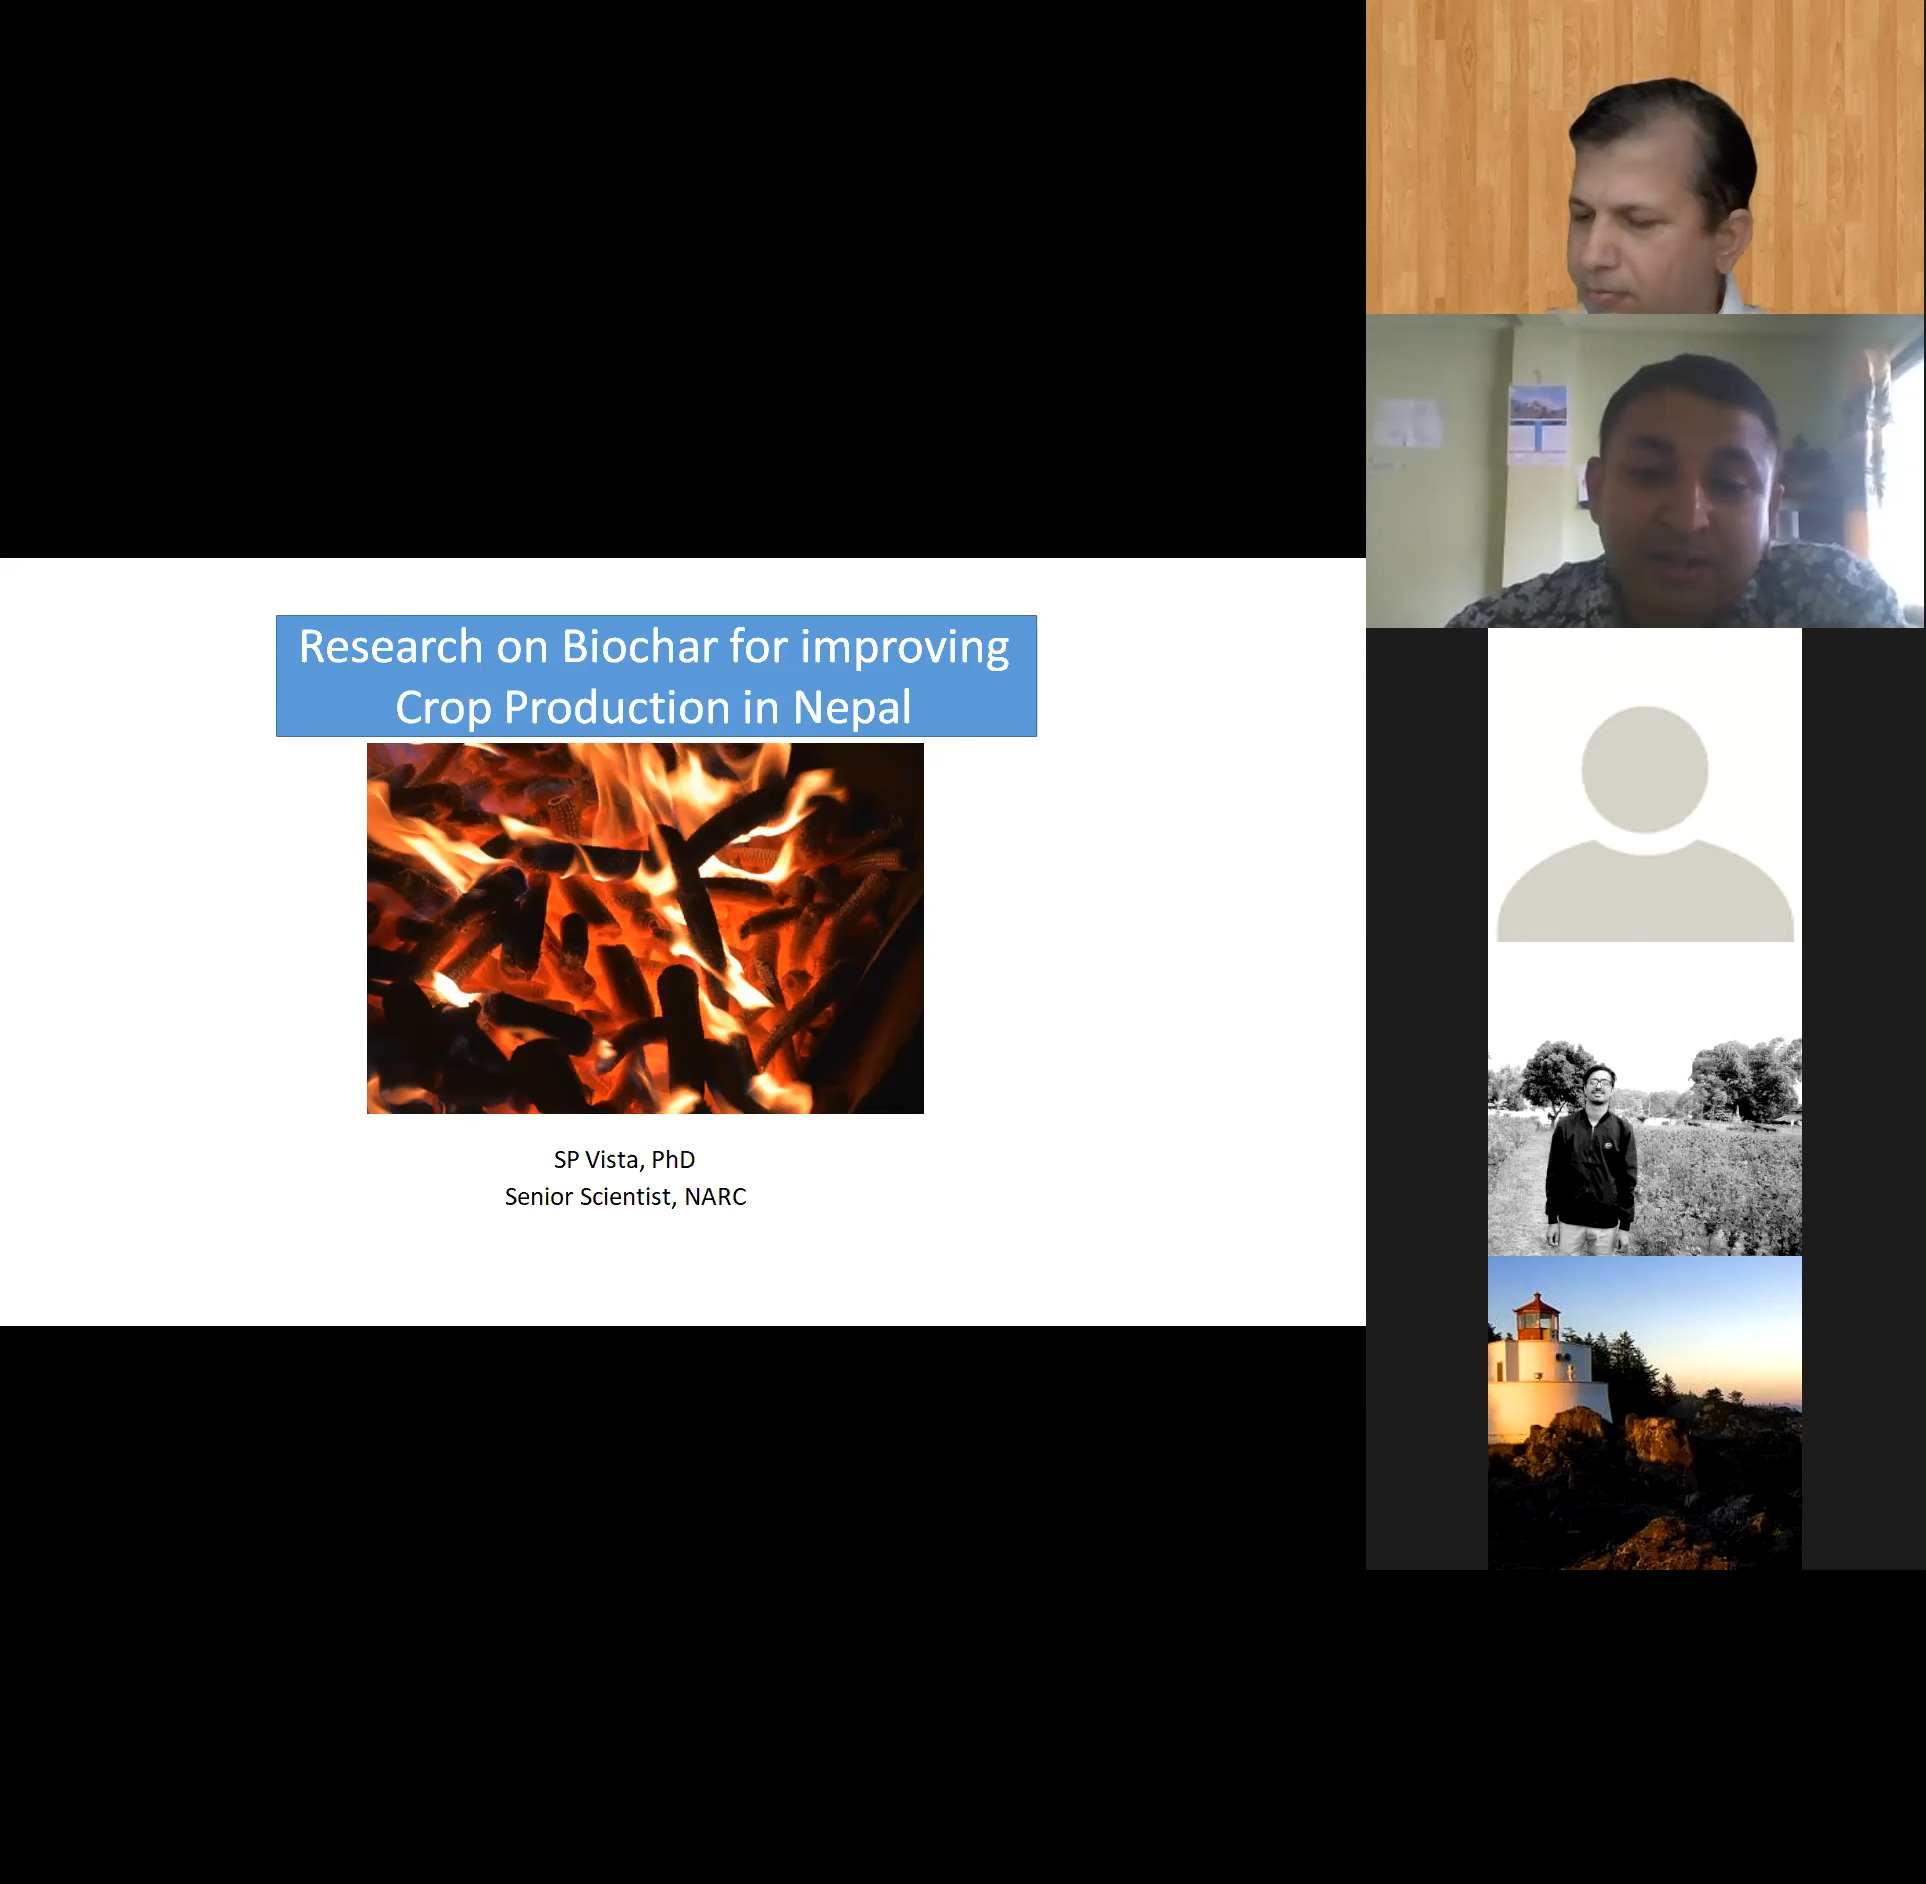 Research on Biochar for improving
Crop Production in Nepal
SP Vista, PhD
Senior Scientist, NARC